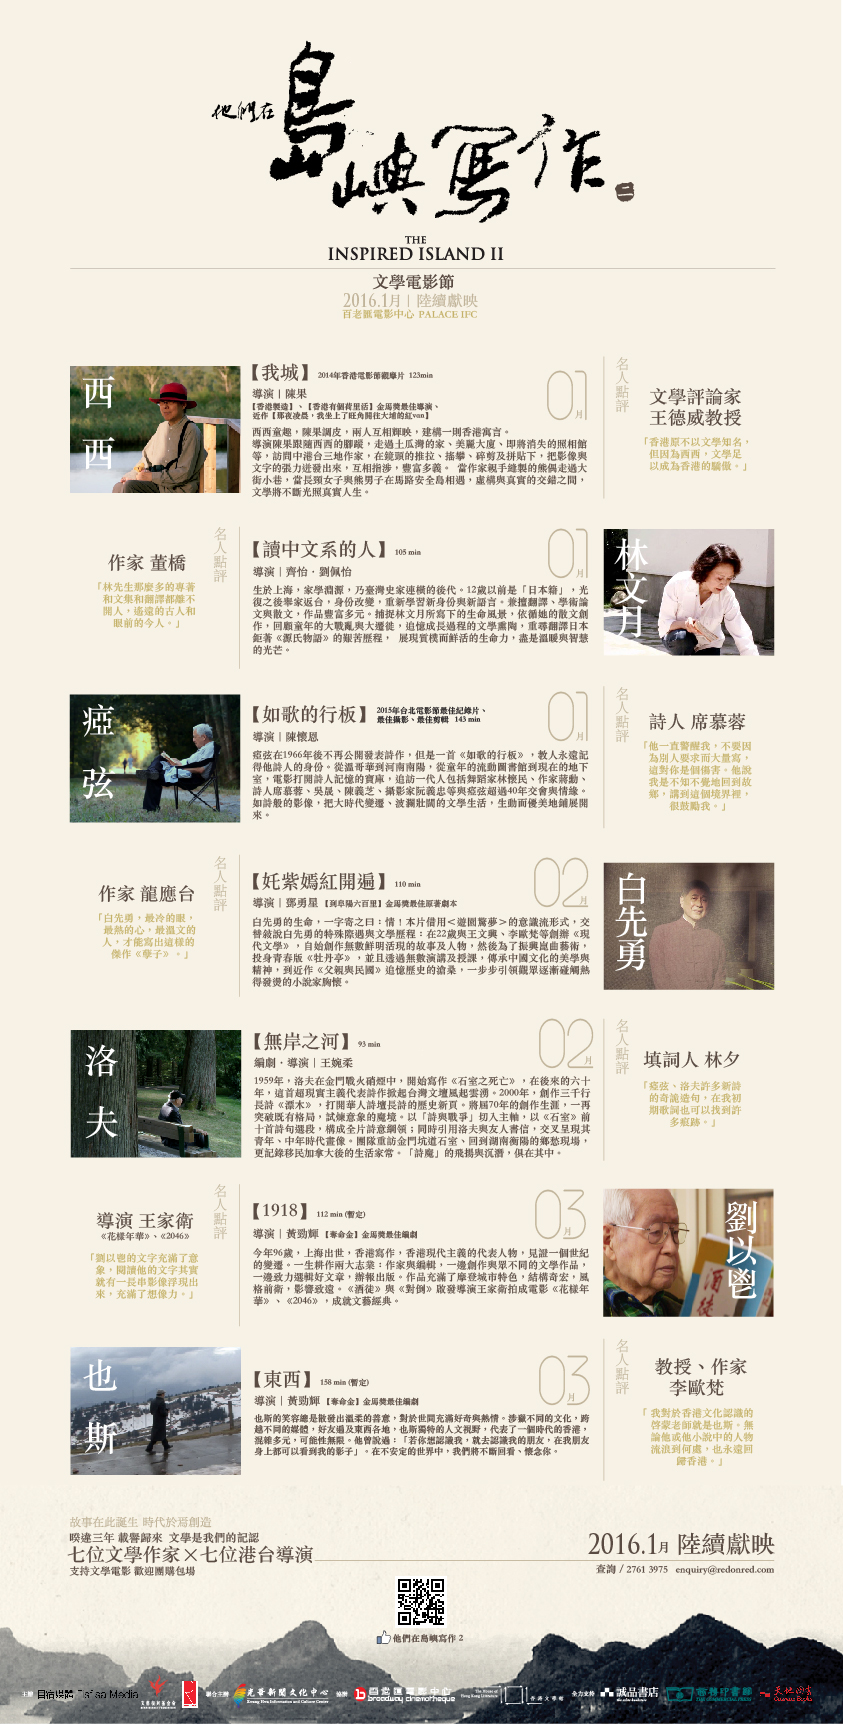 他們在
島嶼寫作
二
THE
INSPIRED ISLAND II
文學電影節
2016.1月 | 陸續獻映
百老匯電影中心 PALACE IFC
西西
【我城】 2014年香港電影節觀摩片 123min
導演 | 陳果
【香港製造】、【香港有個荷里活】金馬獎最佳導演、
近作【那夜凌晨，我坐上了旺角開往大埔的紅van】
01月
西西童趣，陳果調皮，兩人互相輝映，建構一則香港寓言。
導演陳果跟隨西西的腳蹤，走過土瓜灣的家、美麗大廈、即將消失的照相館
等，訪問中港台三地作家，在鏡頭的推拉、搖攀、碎剪及拼貼下，把影像與
文字的張力迸發出來，互相指涉，豐富多義。 當作家親手縫製的熊偶走過大
街小巷，當長頸女子與熊男子在馬路安全島相遇，虛構與真實的交錯之間，
文學將不斷光照真實人生。
名人點評
文學評論家
王德威教授
「香港原不以文學知名，
但因為西西，文學足
以成為香港的驕傲。」
作家 董橋
「林先生那麼多的專著
和文集和翻譯都離不
開人，遙遠的古人和
眼前的今人。」
名人點評
【讀中文系的人】 105 min
導演 | 齊怡．劉佩怡
01月
生於上海，家學淵源，乃臺灣史家連橫的後代。12歲以前是「日本籍」，光
復之後舉家返台，身份改變，重新學習新身份與新語言。兼擅翻譯、學術論
文與散文，作品豐富多元。捕捉林文月所寫下的生命風景，依循她的散文創
作，回顧童年的大戰亂與大遷徙，追憶成長過程的文學薰陶，重尋翻譯日本
鉅著《源氏物語》的艱苦歷程， 展現質樸而鮮活的生命力，盡是溫暖與智慧
的光芒。
林文月
瘂弦
【如歌的行板】 2015年台北電影節最佳紀錄片、
最佳攝影、最佳剪輯 143 min
導演 | 陳懷恩
01月
瘂弦在1966年後不再公開發表詩作，但是一首《如歌的行板》，教人永遠記
得他詩人的身份。從溫哥華到河南南陽，從童年的流動圖書館到現在的地下
室，電影打開詩人記憶的寶庫，追訪一代人包括舞蹈家林懷民、作家蔣勳、
詩人席慕蓉、吳晟、陳義芝、攝影家阮義忠等與瘂弦超過40年交會與情緣。
如詩般的影像，把大時代變遷、波瀾壯闊的文學生活，生動而優美地鋪展開
來。
名人點評
詩人 席慕蓉
「他一直警醒我，不要因
為別人要求而大量寫，
這對你是個傷害。他說
我是不知不覺地回到故
鄉，講到這個境界裡，
很鼓勵我。」
作家 龍應台
「白先勇，最冷的眼，
最熱的心，最溫文的
人，才能寫出這樣的
傑作《孽子》。」
名人點評
【奼紫嫣紅開遍】 110 min
導演 | 鄧勇星 【到阜陽六百里】金馬獎最佳原著劇本
02月
白先勇的生命，一字寄之曰：情！本片借用＜遊園驚夢＞的意識流形式，交
替敍說白先勇的特殊際遇與文學歷程：在22歲與王文興、李歐梵等創辦《現
代文學》，自始創作無數鮮明活現的故事及人物，然後為了振興崑曲藝術，
投身青春版《牡丹亭》，並且透過無數演講及授課，傳承中國文化的美學與
精神，到近作《父親與民國》追憶歷史的滄桑，一步步引領觀眾逐漸碰觸熱
得發燙的小說家胸懷。
白先勇
洛夫
【無岸之河】 93 min
編劇．導演 | 王婉柔
02月
1959年，洛夫在金門戰火硝煙中，開始寫作《石室之死亡》，在後來的六十
年，這首超現實主義代表詩作掀起台灣文壇風起雲湧。2000年，創作三千行
長詩《漂木》，打開華人詩壇長詩的歷史新頁。將屆70年的創作生涯，一再
突破既有格局，試煉意象的魔境。以「詩與戰爭」切入主軸，以《石室》前
十首詩句選段，構成全片詩意綱領；同時引用洛夫與友人書信，交叉呈現其
青年、中年時代畫像。團隊重訪金門坑道石室、回到湖南衡陽的鄉愁現場，
更記錄移民加拿大後的生活家常。「詩魔」的飛揚與沉潛，俱在其中。
名人點評
填詞人 林夕
「瘂弦、洛夫許多新詩
的奇詭造句，在我初
期歌詞也可以找到許
多痕跡。」
導演 王家衛
《花樣年華》、《2046》
「劉以鬯的文字充滿了意
象，閱讀他的文字其實
就有一長串影像浮現出
來，充滿了想像力。」
名人點評
【1918】 112 min (暫定)
導演 | 黃勁輝 【奪命金】金馬獎最佳編劇
03月
今年96歲，上海出世，香港寫作，香港現代主義的代表人物，見證一個世紀
的變遷。一生耕作兩大志業：作家與編輯，一邊創作與眾不同的文學作品，
一邊致力選輯好文章，辦報出版。作品充滿了摩登城市特色，結構奇宏，風
格前衛，影響致遠。《酒徒》與《對倒》啟發導演王家衛拍成電影《花樣年
華》、《2046》，成就文藝經典。
劉以鬯
也斯
【東西】 158 min (暫定)
導演 | 黃勁輝 【奪命金】金馬獎最佳編劇
03月
也斯的笑容總是散發出溫柔的善意，對於世間充滿好奇與熱情。涉獵不同的文化，跨
越不同的媒體，好友遍及東西各地，也斯獨特的人文視野，代表了一個時代的香港，
混雜多元，可能性無限。他曾說過：「若你想認識我，就去認識我的朋友，在我朋友
身上都可以看到我的影子」。在不安定的世界中，我們將不斷回看、懷念你。
名人點評
教授、作家
李歐梵
「 我對於香港文化認識的
啓蒙老師就是也斯。無
論他或他小說中的人物
流浪到何處，也永遠回
歸香港。」
故事在此誕生 時代於焉創造
暌違三年 載譽歸來 文學是我們的記認
七位文學作家×七位港台導演
支持文學電影 歡迎團購包場
2016.1月 陸續獻映
查詢 / 2761 3975 enquiry@redonred.com
他們在島嶼寫作 2
主辦 目宿媒體 Fisfisa Media
聯合主辦 光華新聞文化中心
Kwang Hwa Information and Culture Center
協辦 百老匯電影中心
broadway cinematheque
The House of
Hong Kong Literature
香港文學館
全力支持 誠品書店
商務印書館
THE COMMERCIAL PRESS
天地圖書
Cosmos Books